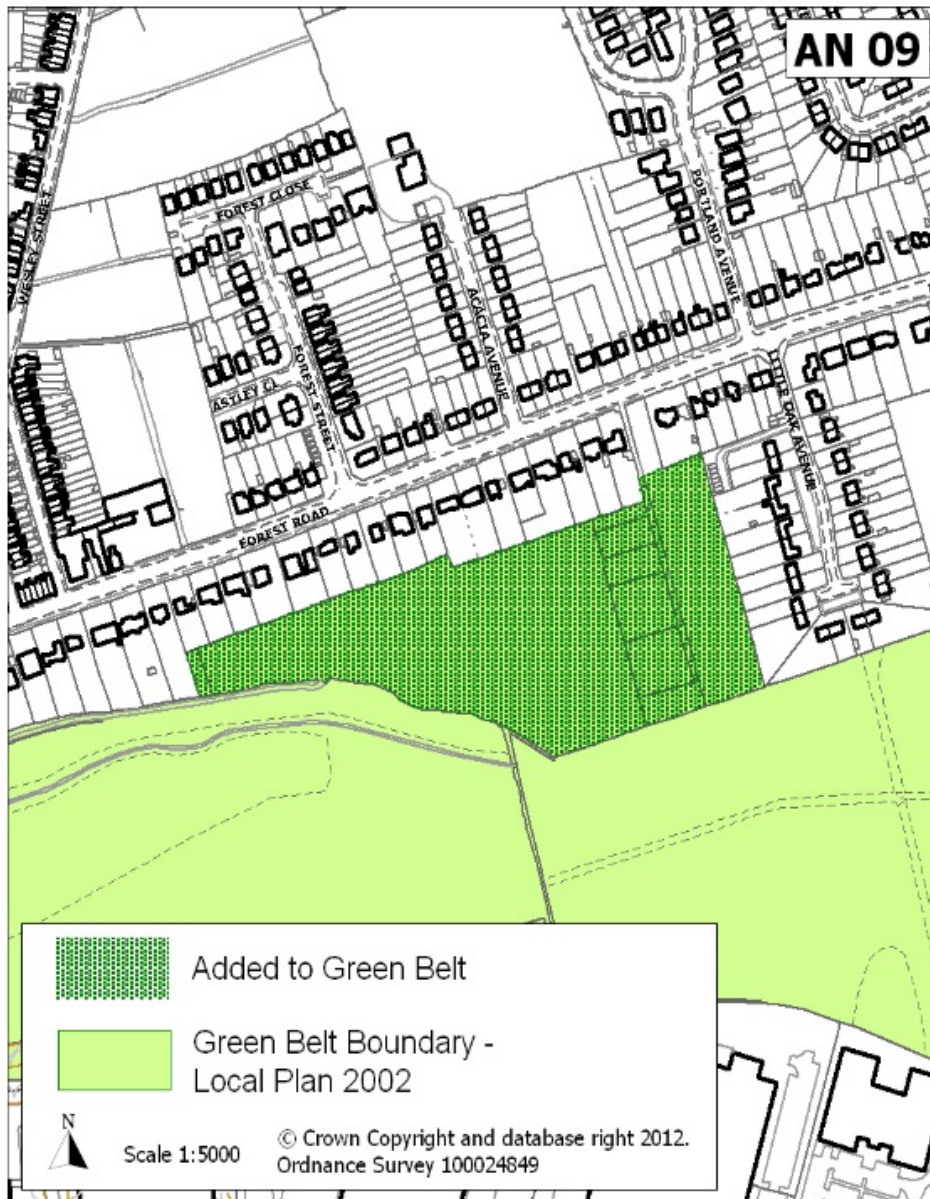 AN 09
WESLEY STREET
FOREST CLOSE
PORTLAND AVENUE
ACACIA AVENUE
FOREST STREET
ASTLEY CL
LITTLE OAK AVENUE
FOREST ROAD
Added to Green Belt
Green Belt Boundary -
Local Plan 2002
N
Scale 1:5000
© Crown Copyright and database right 2012.
Ordnance Survey 100024849